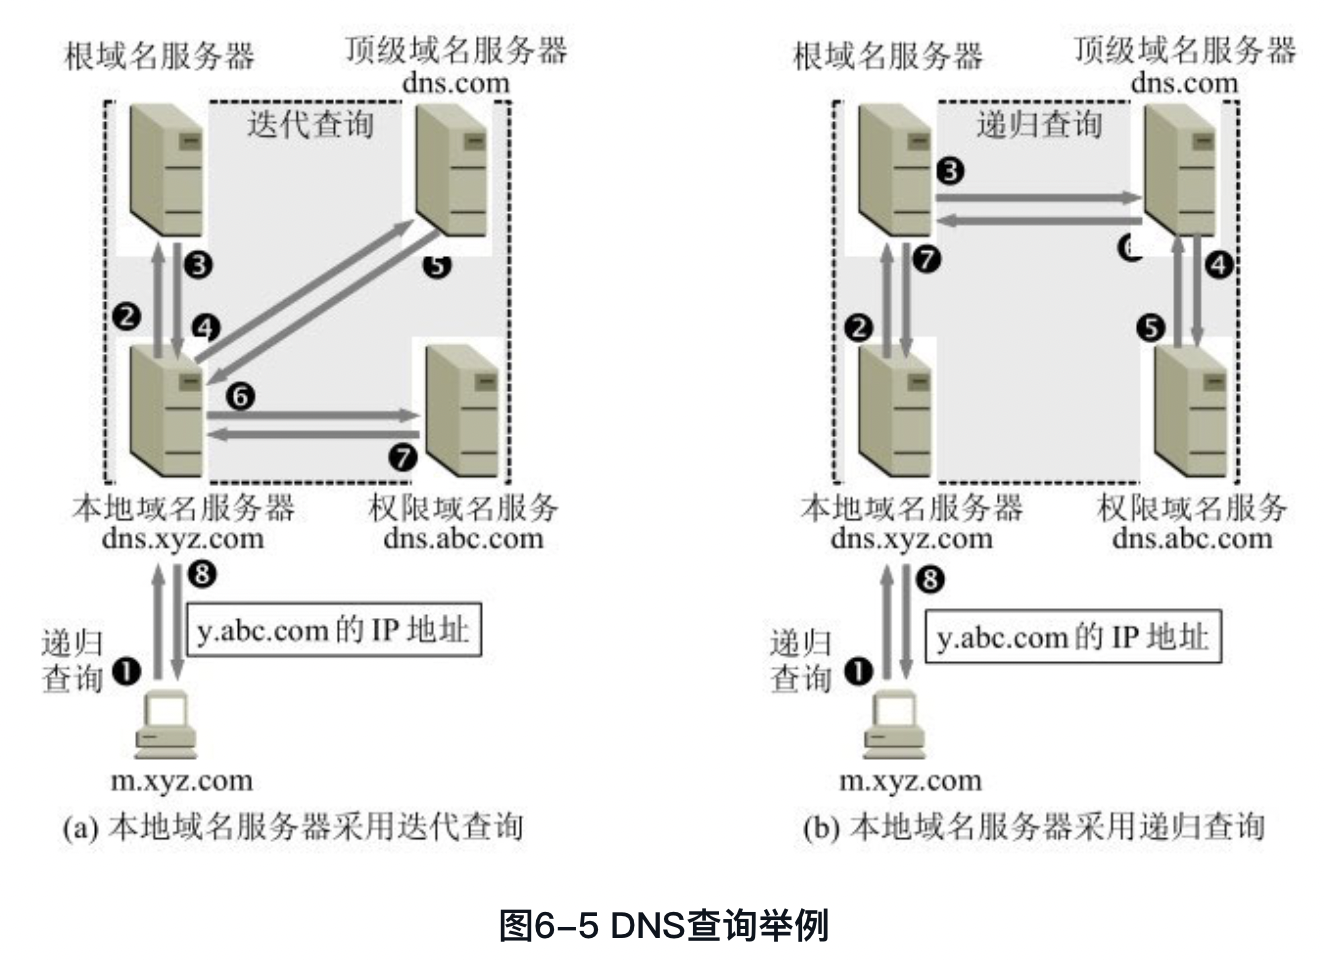 根域名服务器
顶级域名服务器
dns.com
迭代查询
❸
❺
❷
❹
❻
❼
本地域名服务器
dns.xyz.com
权限域名服务
dns.abc.com
❽
y.abc.com 的 IP 地址
递归
查询
❶
m.xyz.com
(a) 本地域名服务器采用迭代查询
根域名服务器
顶级域名服务器
dns.com
递归查询
❸
❻
❼
❹
❷
❺
本地域名服务器
dns.xyz.com
权限域名服务
dns.abc.com
❽
y.abc.com 的 IP 地址
递归
查询
❶
m.xyz.com
(b) 本地域名服务器采用递归查询
图6–5 DNS查询举例